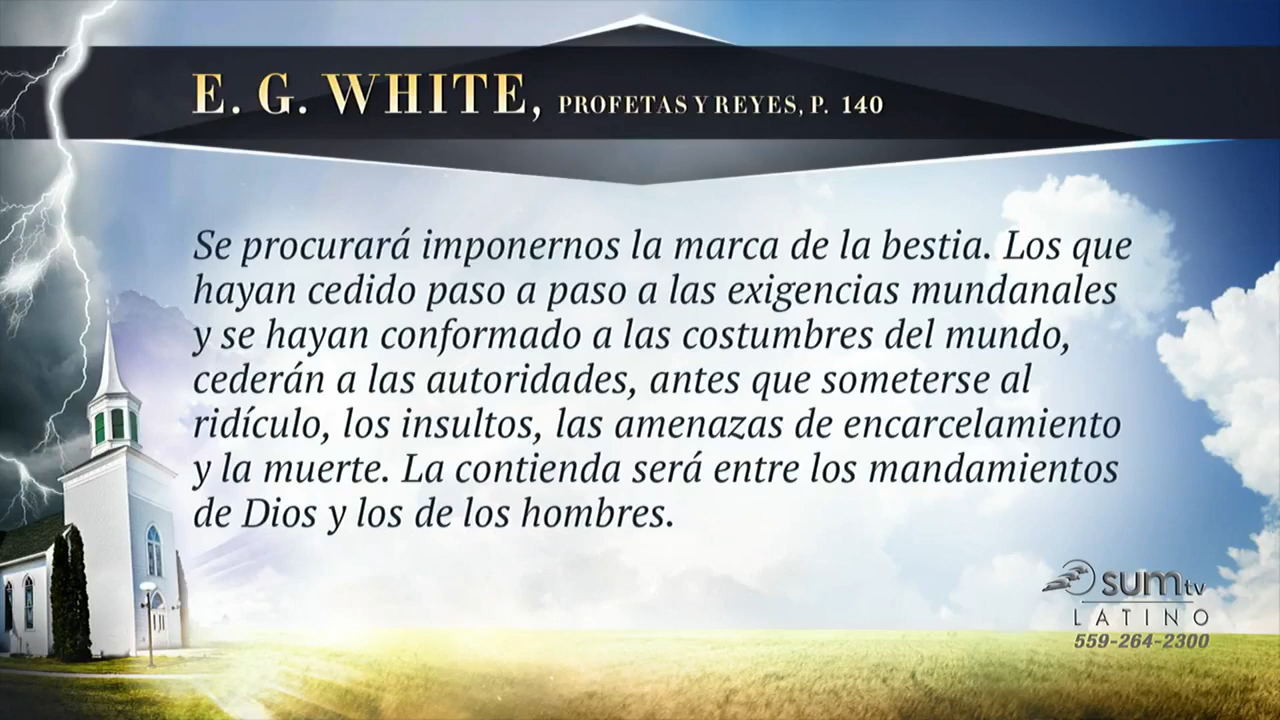 E. G. WHITE, PROFETAS Y REYES, P. 140
Se procurará imponernos la marca de la bestia. Los que
hayan cedido paso a paso a las exigencias mundanales
y se hayan conformado a las costumbres del mundo,
cederán a las autoridades, antes que someterse al
ridículo, los insultos, las amenazas de encarcelamiento
y la muerte. La contienda será entre los mandamientos
de Dios y los de los hombres.
sumtv
LATINO
559-264-2300